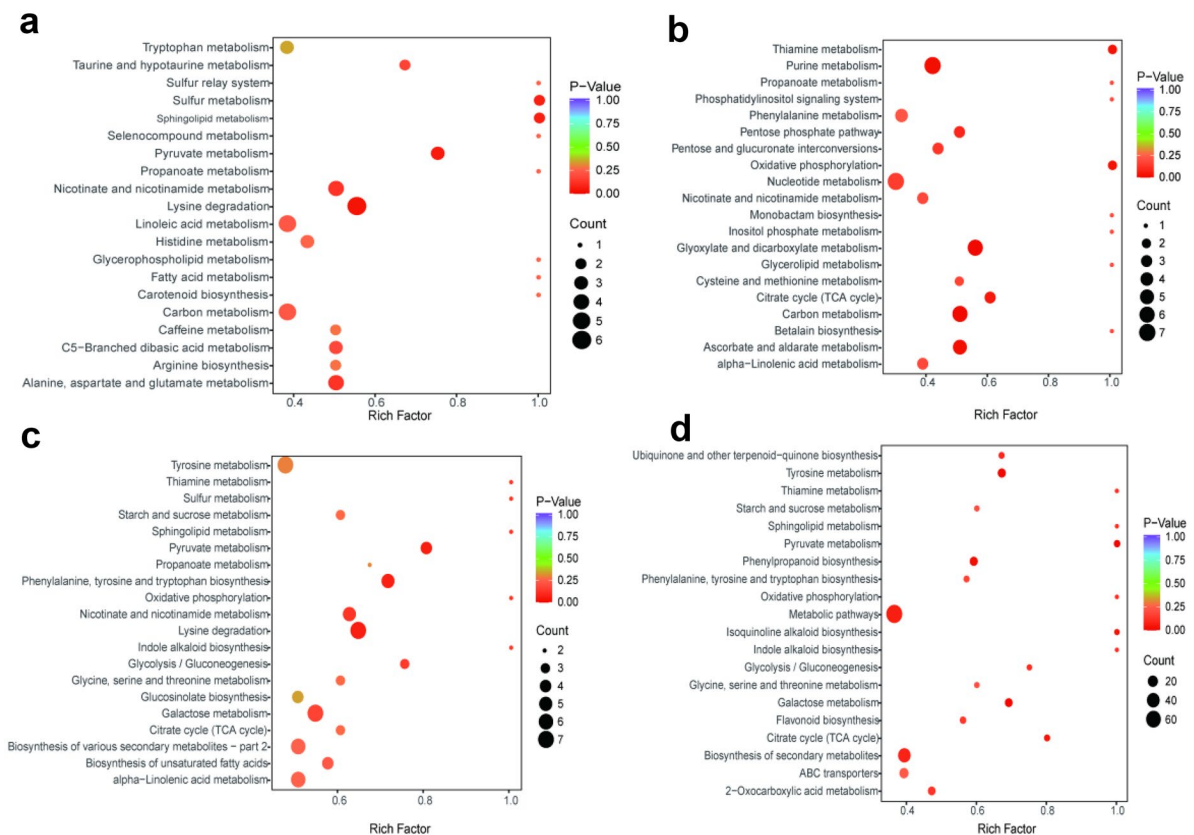 a
Tryptophan metabolism
Taurine and hypotaurine metabolism
Sulfur relay system
Sulfur metabolism
Sphingolipid metabolism
Selenocompound metabolism
Pyruvate metabolism
Propanoate metabolism
Nicotinate and nicotinamide metabolism
Lysine degradation
Linoleic acid metabolism
Histidine metabolism
Glycerophospholipid metabolism
Fatty acid metabolism
Carotenoid biosynthesis
Carbon metabolism
Caffeine metabolism
C5−Branched dibasic acid metabolism
Arginine biosynthesis
Alanine, aspartate and glutamate metabolism
0.4 0.6 0.8 1.0
Rich Factor
P−Value
1.00
0.75
0.50
0.25
0.00
Count
1
2
3
4
5
6
b
Thiamine metabolism
Purine metabolism
Propanoate metabolism
Phosphatidylinositol signaling system
Phenylalanine metabolism
Pentose phosphate pathway
Pentose and glucuronate interconversions
Oxidative phosphorylation
Nucleotide metabolism
Nicotinate and nicotinamide metabolism
Monobactam biosynthesis
Inositol phosphate metabolism
Glyoxylate and dicarboxylate metabolism
Glycerolipid metabolism
Cysteine and methionine metabolism
Citrate cycle (TCA cycle)
Carbon metabolism
Betalain biosynthesis
Ascorbate and aldarate metabolism
alpha−Linolenic acid metabolism
0.4 0.6 0.8 1.0
Rich Factor
P−Value
1.00
0.75
0.50
0.25
0.00
Count
1
2
3
4
5
6
7
c
Tyrosine metabolism
Thiamine metabolism
Sulfur metabolism
Starch and sucrose metabolism
Sphingolipid metabolism
Pyruvate metabolism
Propanoate metabolism
Phenylalanine, tyrosine and tryptophan biosynthesis
Oxidative phosphorylation
Nicotinate and nicotinamide metabolism
Lysine degradation
Indole alkaloid biosynthesis
Glycolysis / Gluconeogenesis
Glycine, serine and threonine metabolism
Glucosinolate biosynthesis
Galactose metabolism
Citrate cycle (TCA cycle)
Biosynthesis of various secondary metabolites − part 2
Biosynthesis of unsaturated fatty acids
alpha−Linolenic acid metabolism
0.6 0.8 1.0
Rich Factor
P−Value
1.00
0.75
0.50
0.25
0.00
Count
2
3
4
5
6
7
d
Ubiquinone and other terpenoid−quinone biosynthesis
Tyrosine metabolism
Thiamine metabolism
Starch and sucrose metabolism
Sphingolipid metabolism
Pyruvate metabolism
Phenylpropanoid biosynthesis
Phenylalanine, tyrosine and tryptophan biosynthesis
Oxidative phosphorylation
Metabolic pathways
Isoquinoline alkaloid biosynthesis
Indole alkaloid biosynthesis
Glycolysis / Gluconeogenesis
Glycine, serine and threonine metabolism
Galactose metabolism
Flavonoid biosynthesis
Citrate cycle (TCA cycle)
Biosynthesis of secondary metabolites
ABC transporters
2−Oxocarboxylic acid metabolism
0.4 0.6 0.8 1.0
Rich Factor
P−Value
1.00
0.75
0.50
0.25
0.00
Count
20
40
60